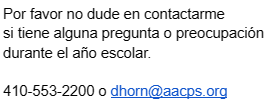 Por favor no dude en contactarme
si tiene alguna pregunta o preocupación
durante el año escolar.
410-553-2200 o dhorn@aacps.org